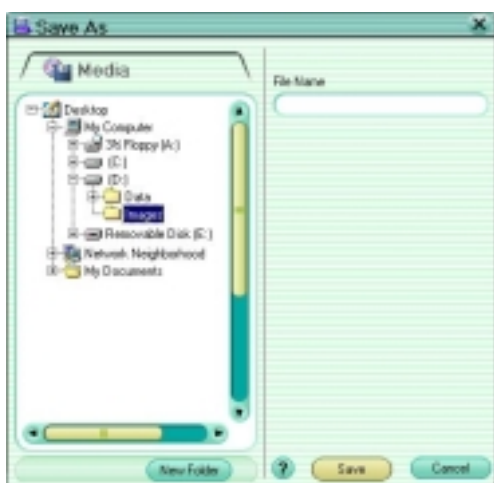 Save As
Media
Desktop
My Computer
3½ Floppy (A:)
(C:)
(D:)
Data
Images
Removable Disk (E:)
Network Neighborhood
My Documents
New Folder
File Name
?
Save
Cancel